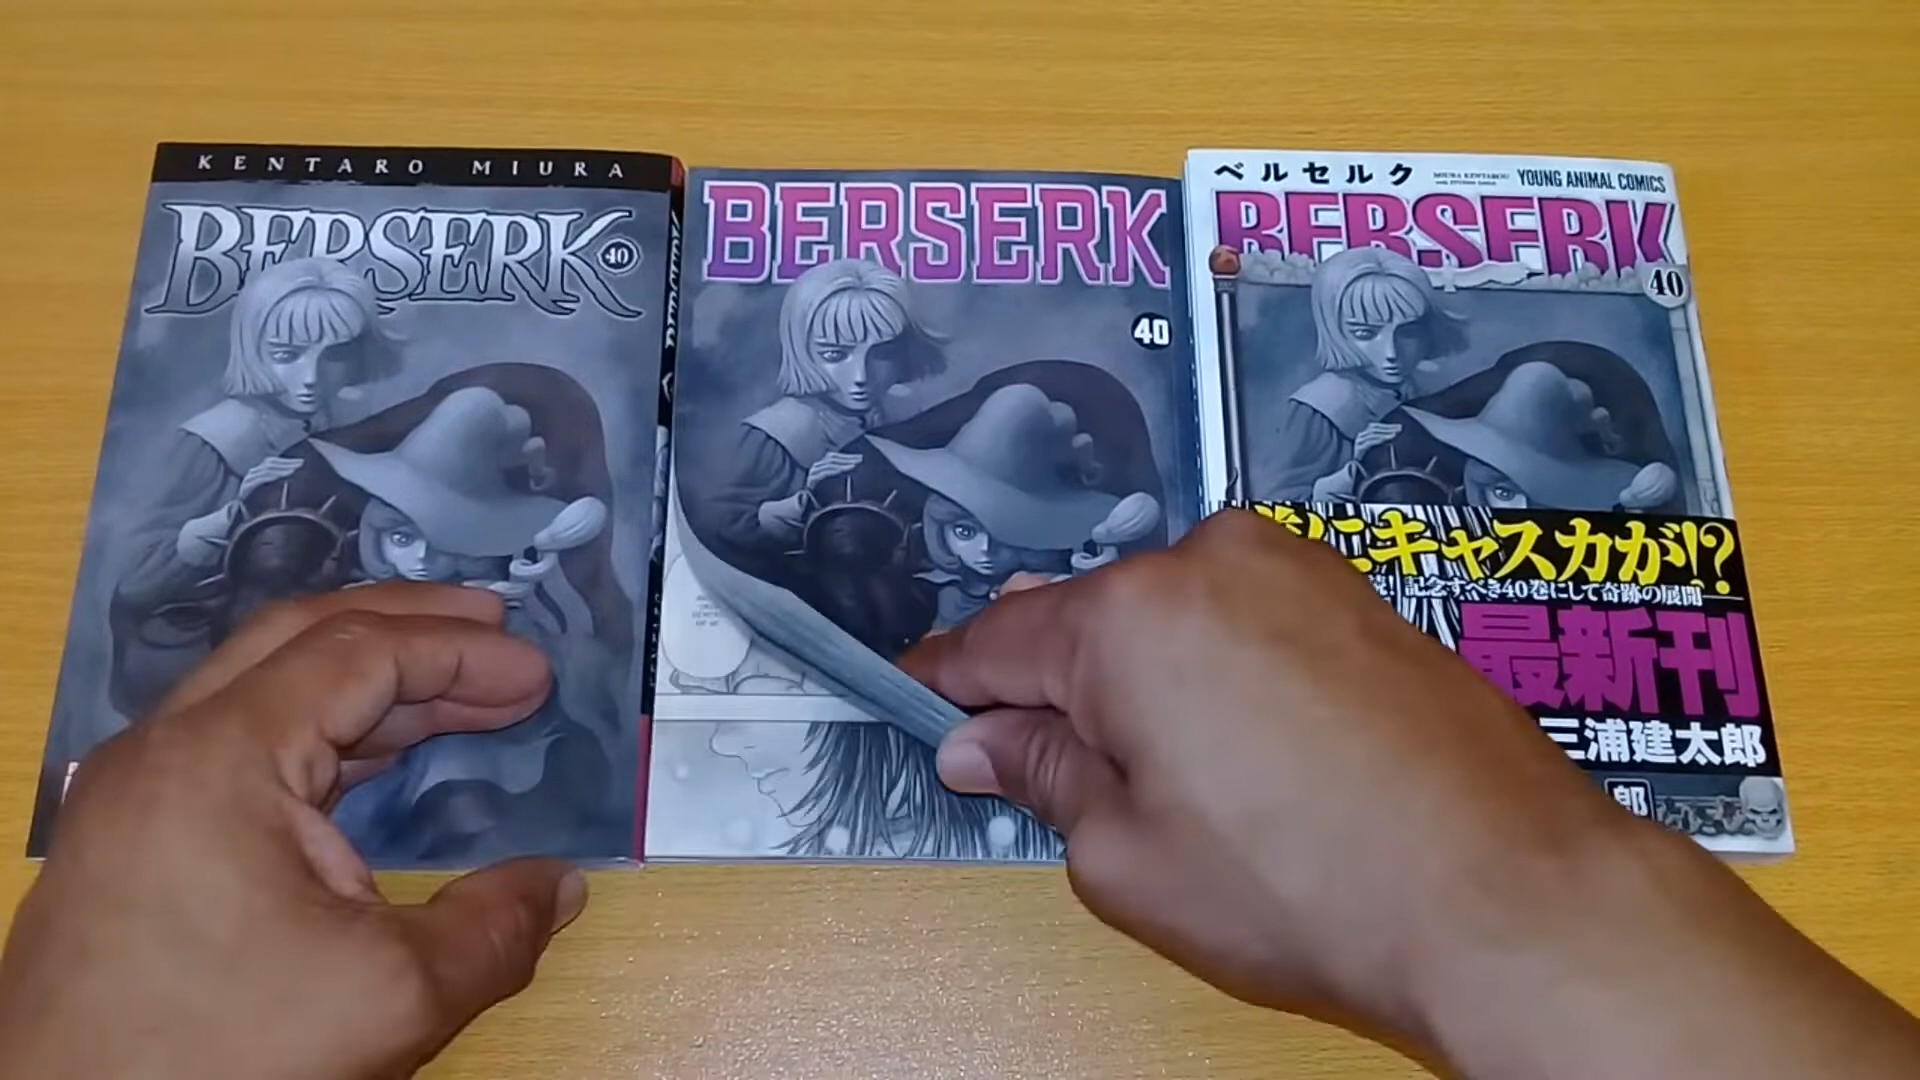 KENTARO MIURA
BERSERK
40
BERSERK
40
ベルセルク
YOUNG ANIMAL COMICS
BERSERK
40
にキャスカが!?
続! 記念すべき40巻にして奇跡の展開
最新刊
三浦建太郎
郎